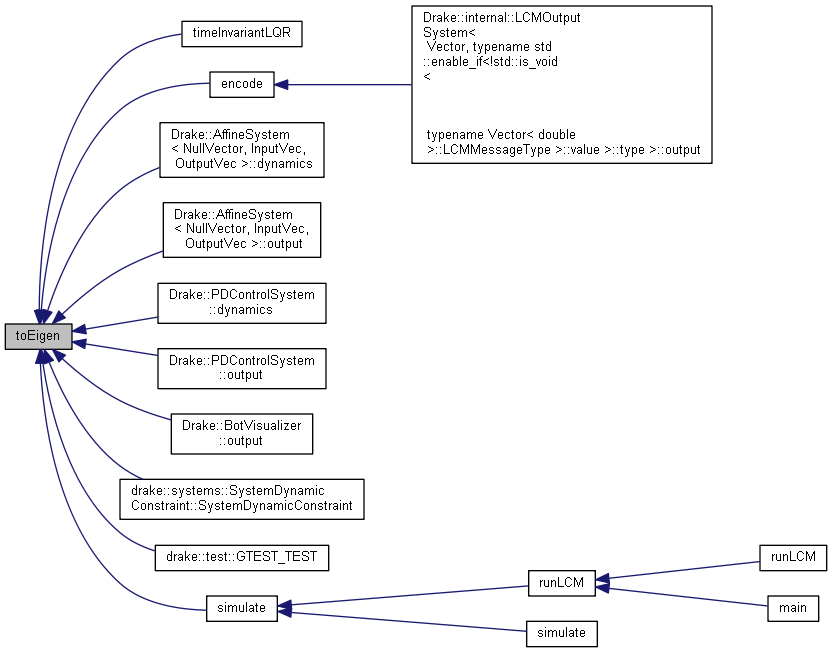 timeInvariantLQR
encode
Drake::internal::LCMOutput
System<
Vector, typename std
::enable_if<!std::is_void
<
typename Vector< double
>::LCMMessageType >::value >::type >::output
Drake::AffineSystem
< NullVector, InputVec,
OutputVec >::dynamics
Drake::AffineSystem
< NullVector, InputVec,
OutputVec >::output
Drake::PDControlSystem
::dynamics
toEigen
Drake::PDControlSystem
::output
Drake::BotVisualizer
::output
drake::systems::SystemDynamic
Constraint::SystemDynamicConstraint
drake::test::GTEST_TEST
simulate
runLCM
runLCM
main
simulate